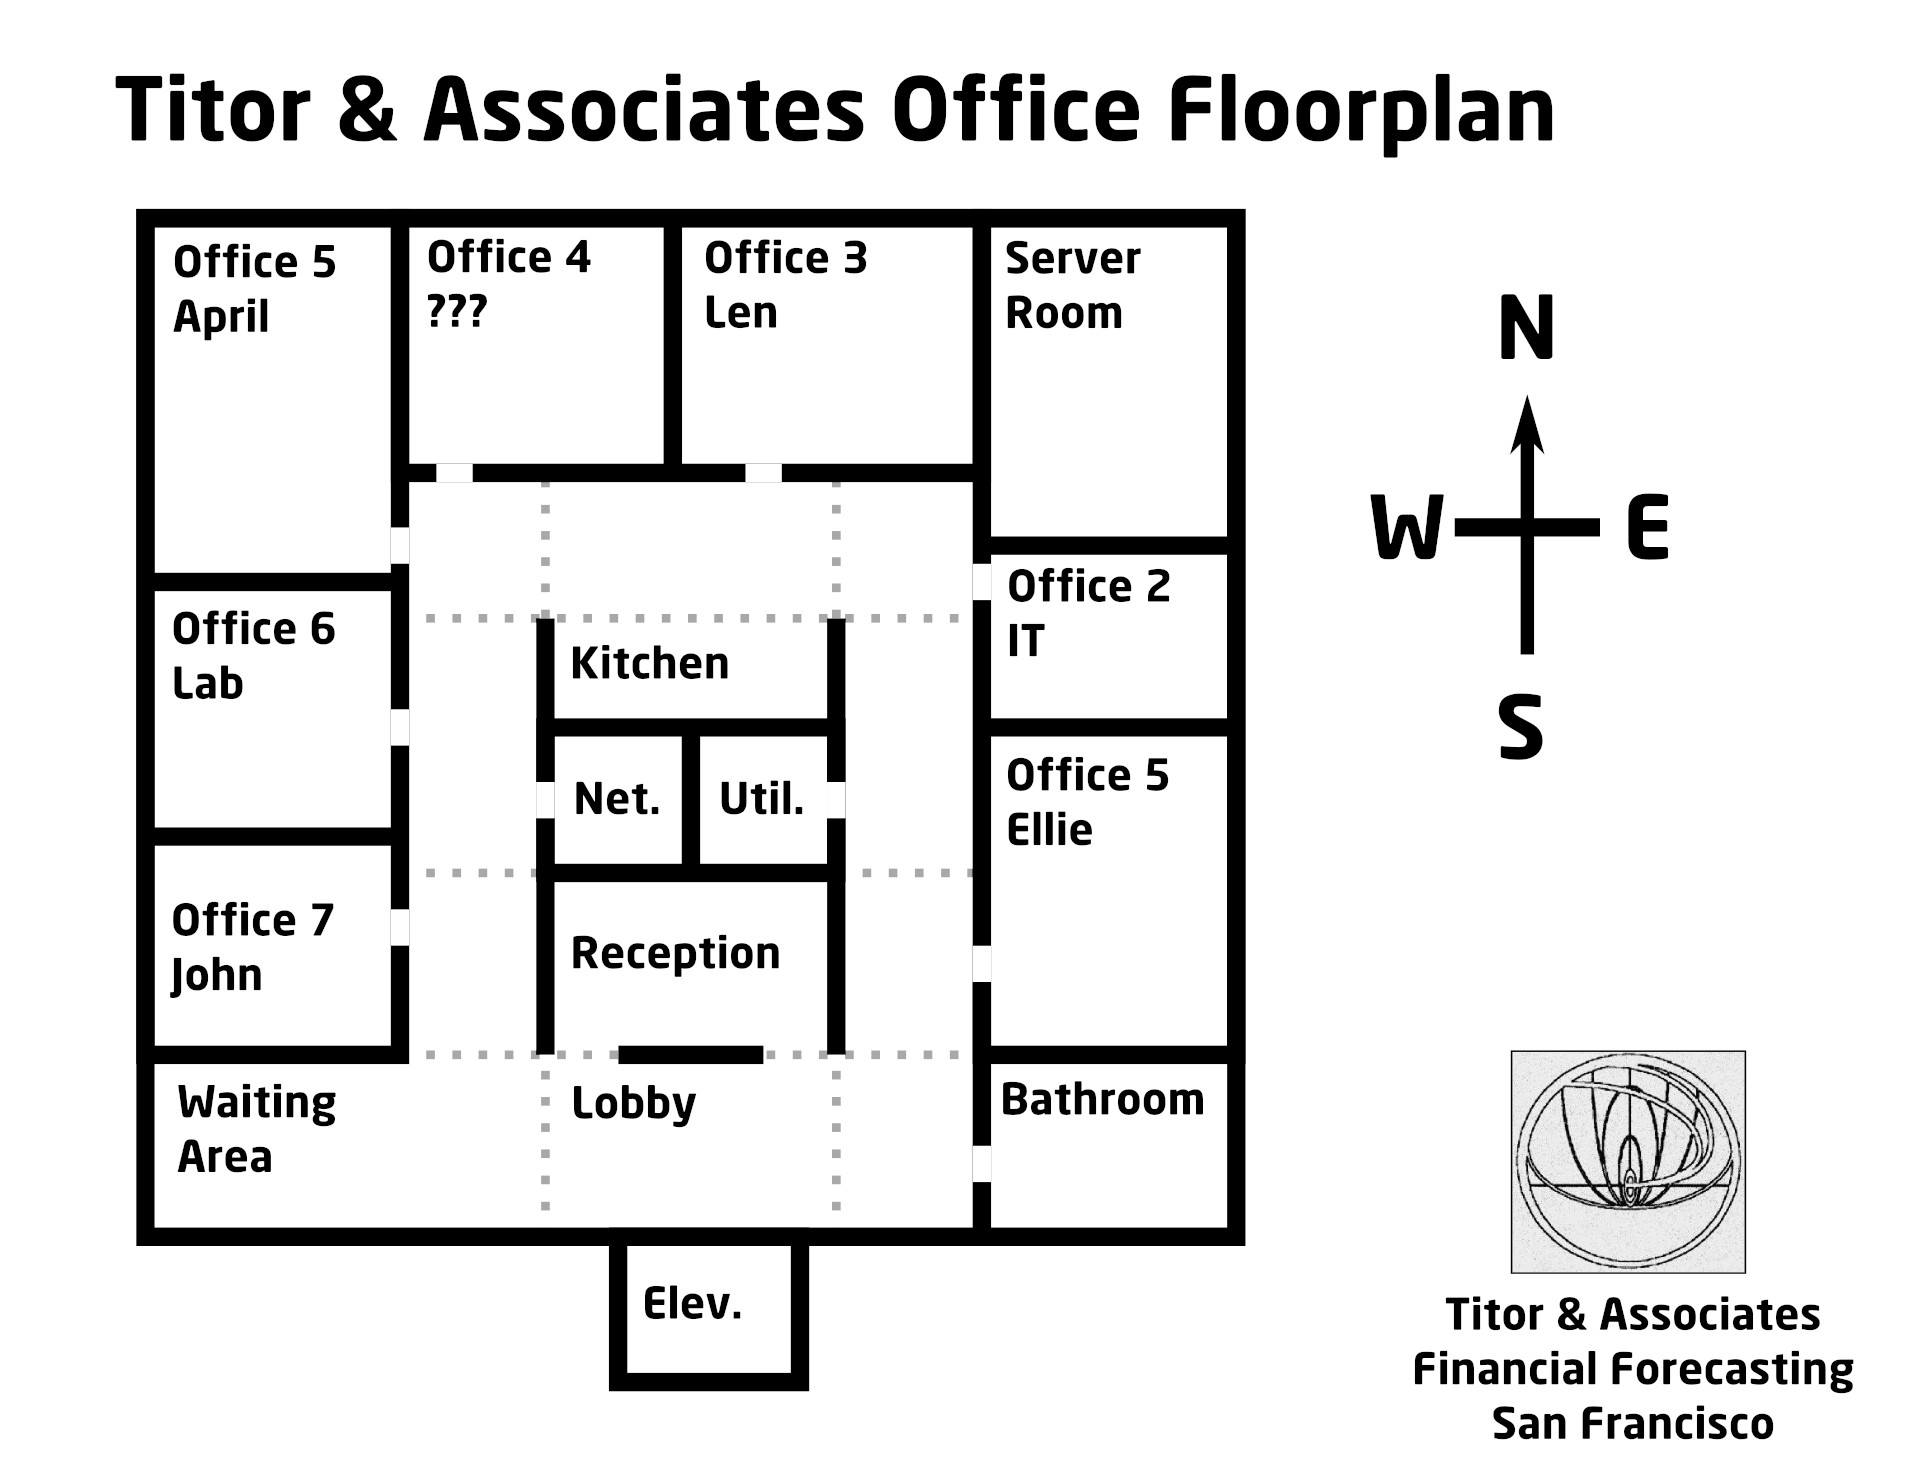 Titor & Associates Office Floorplan
Office 5
April
Office 4
???
Office 3
Len
Server
Room
N
W
E
S
Office 6
Lab
Kitchen
Office 2
IT
Net.
Util.
Office 5
Ellie
Office 7
John
Reception
Waiting
Area
Lobby
Bathroom
Elev.
Titor & Associates
Financial Forecasting
San Francisco